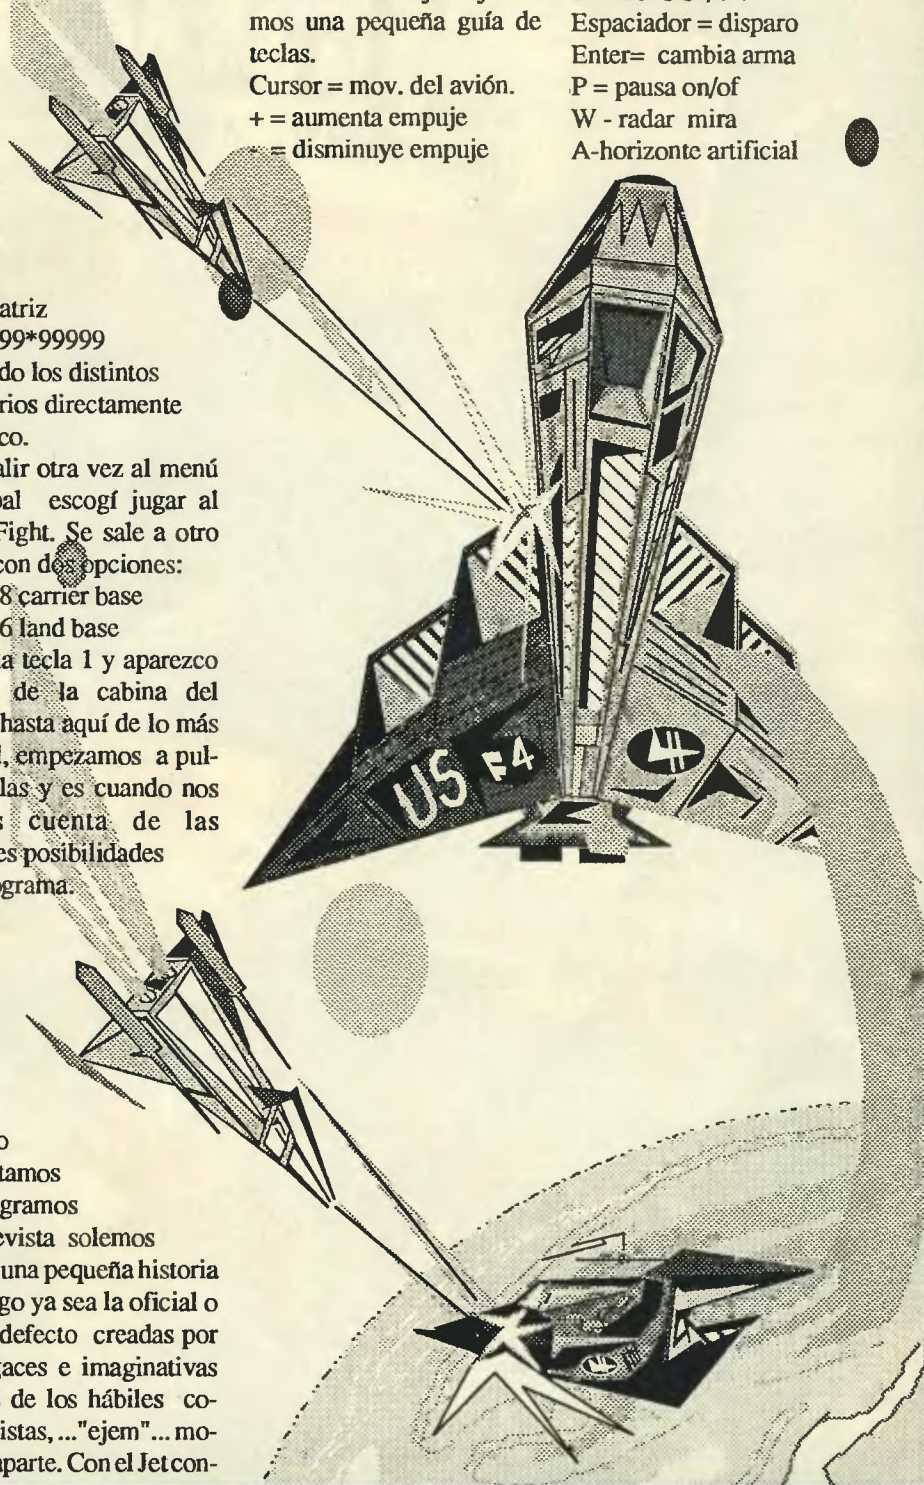 mos una pequeña guía de
teclas.
Cursor = mov. del avión.
+ = aumenta empuje
= disminuye empuje
Espaciador = disparo
Enter= cambia arma
P = pausa on/of
W - radar mira
A-horizonte artificial
atriz
99*99999
do los distintos
rios directamente
co.
alir otra vez al menú
pal escogí jugar al
Fight. Se sale a otro
con dos opciones:
8 carrier base
6 land base
la tecla 1 y aparezco
de la cabina del
hasta aquí de lo más
l, empezamos a pul-
las y es cuando nos
s cuenta de las
es posibilidades
ograma.
US F4
o
tamos
gramos
evista solemos
una pequeña historia
go ya sea la oficial o
defecto creadas por
gaces e imaginativas
s de los hábiles co-
istas, ..."ejem"... mo-
aparte. Con el Jet con-